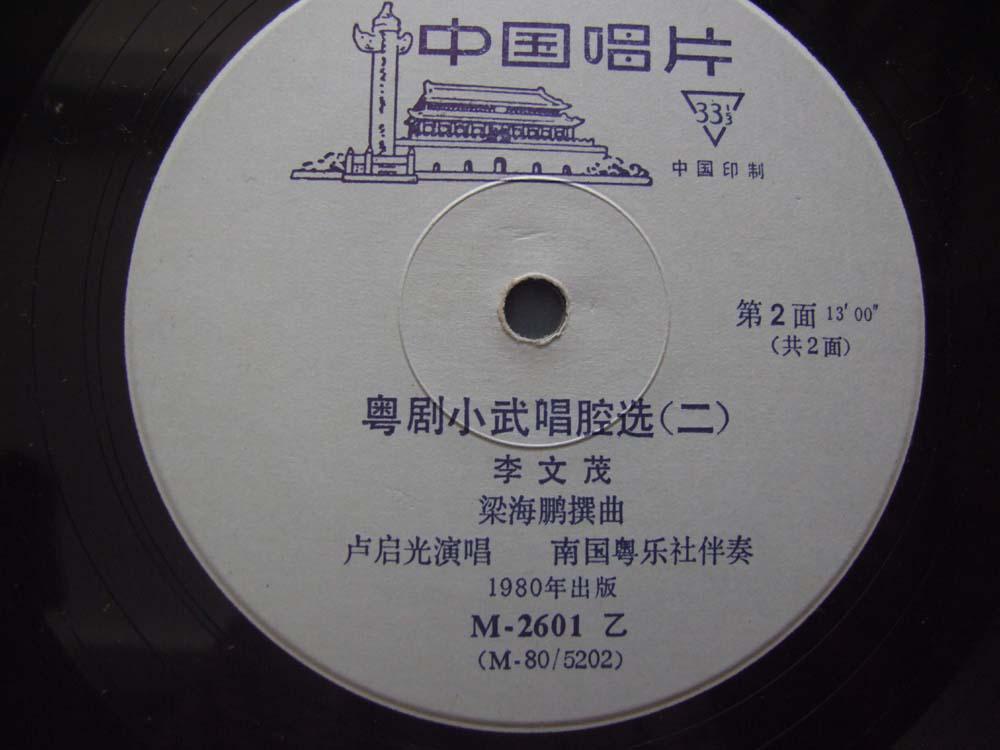 中国唱片
33⅓
中国印制
第2面 13′00″
(共2面)
粤剧小武唱腔选(二)
李文茂
梁海鹏撰曲
卢启光演唱 南国粤乐社伴奏
1980年出版
M-2601 乙
(M-80/5202)